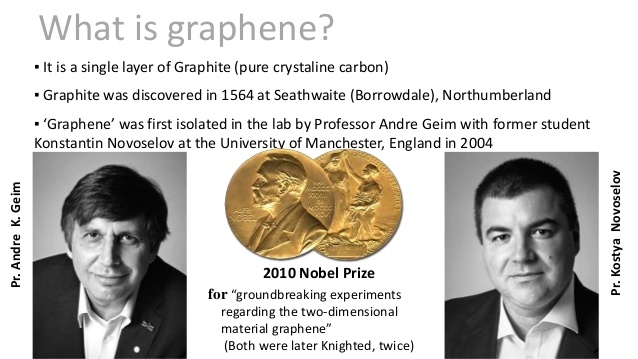 What is graphene?
▪ It is a single layer of Graphite (pure crystaline carbon)
▪ Graphite was discovered in 1564 at Seathwaite (Borrowdale), Northumberland
▪ ‘Graphene’ was first isolated in the lab by Professor Andre Geim with former student
Konstantin Novoselov at the University of Manchester, England in 2004
Pr. Andre K. Geim
Pr. Kostya Novoselov
2010 Nobel Prize
for “groundbreaking experiments
regarding the two-dimensional
material graphene”
(Both were later Knighted, twice)